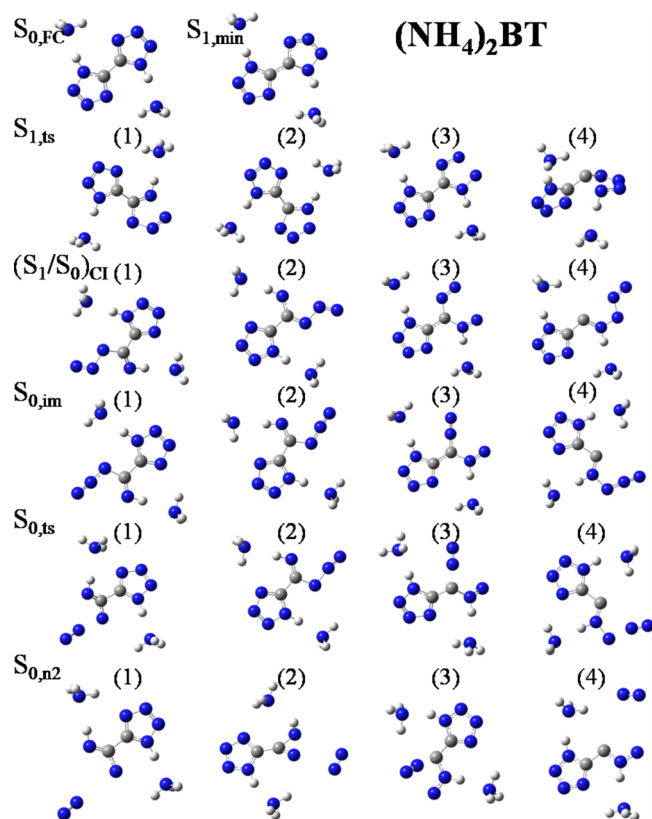 S₀,FC S₁,min (NH₄)₂BT
S₁,ts (1) (2) (3) (4)
(S₁/S₀)CI (1) (2) (3) (4)
S₀,im (1) (2) (3) (4)
S₀,ts (1) (2) (3) (4)
S₀,n2 (1) (2) (3) (4)